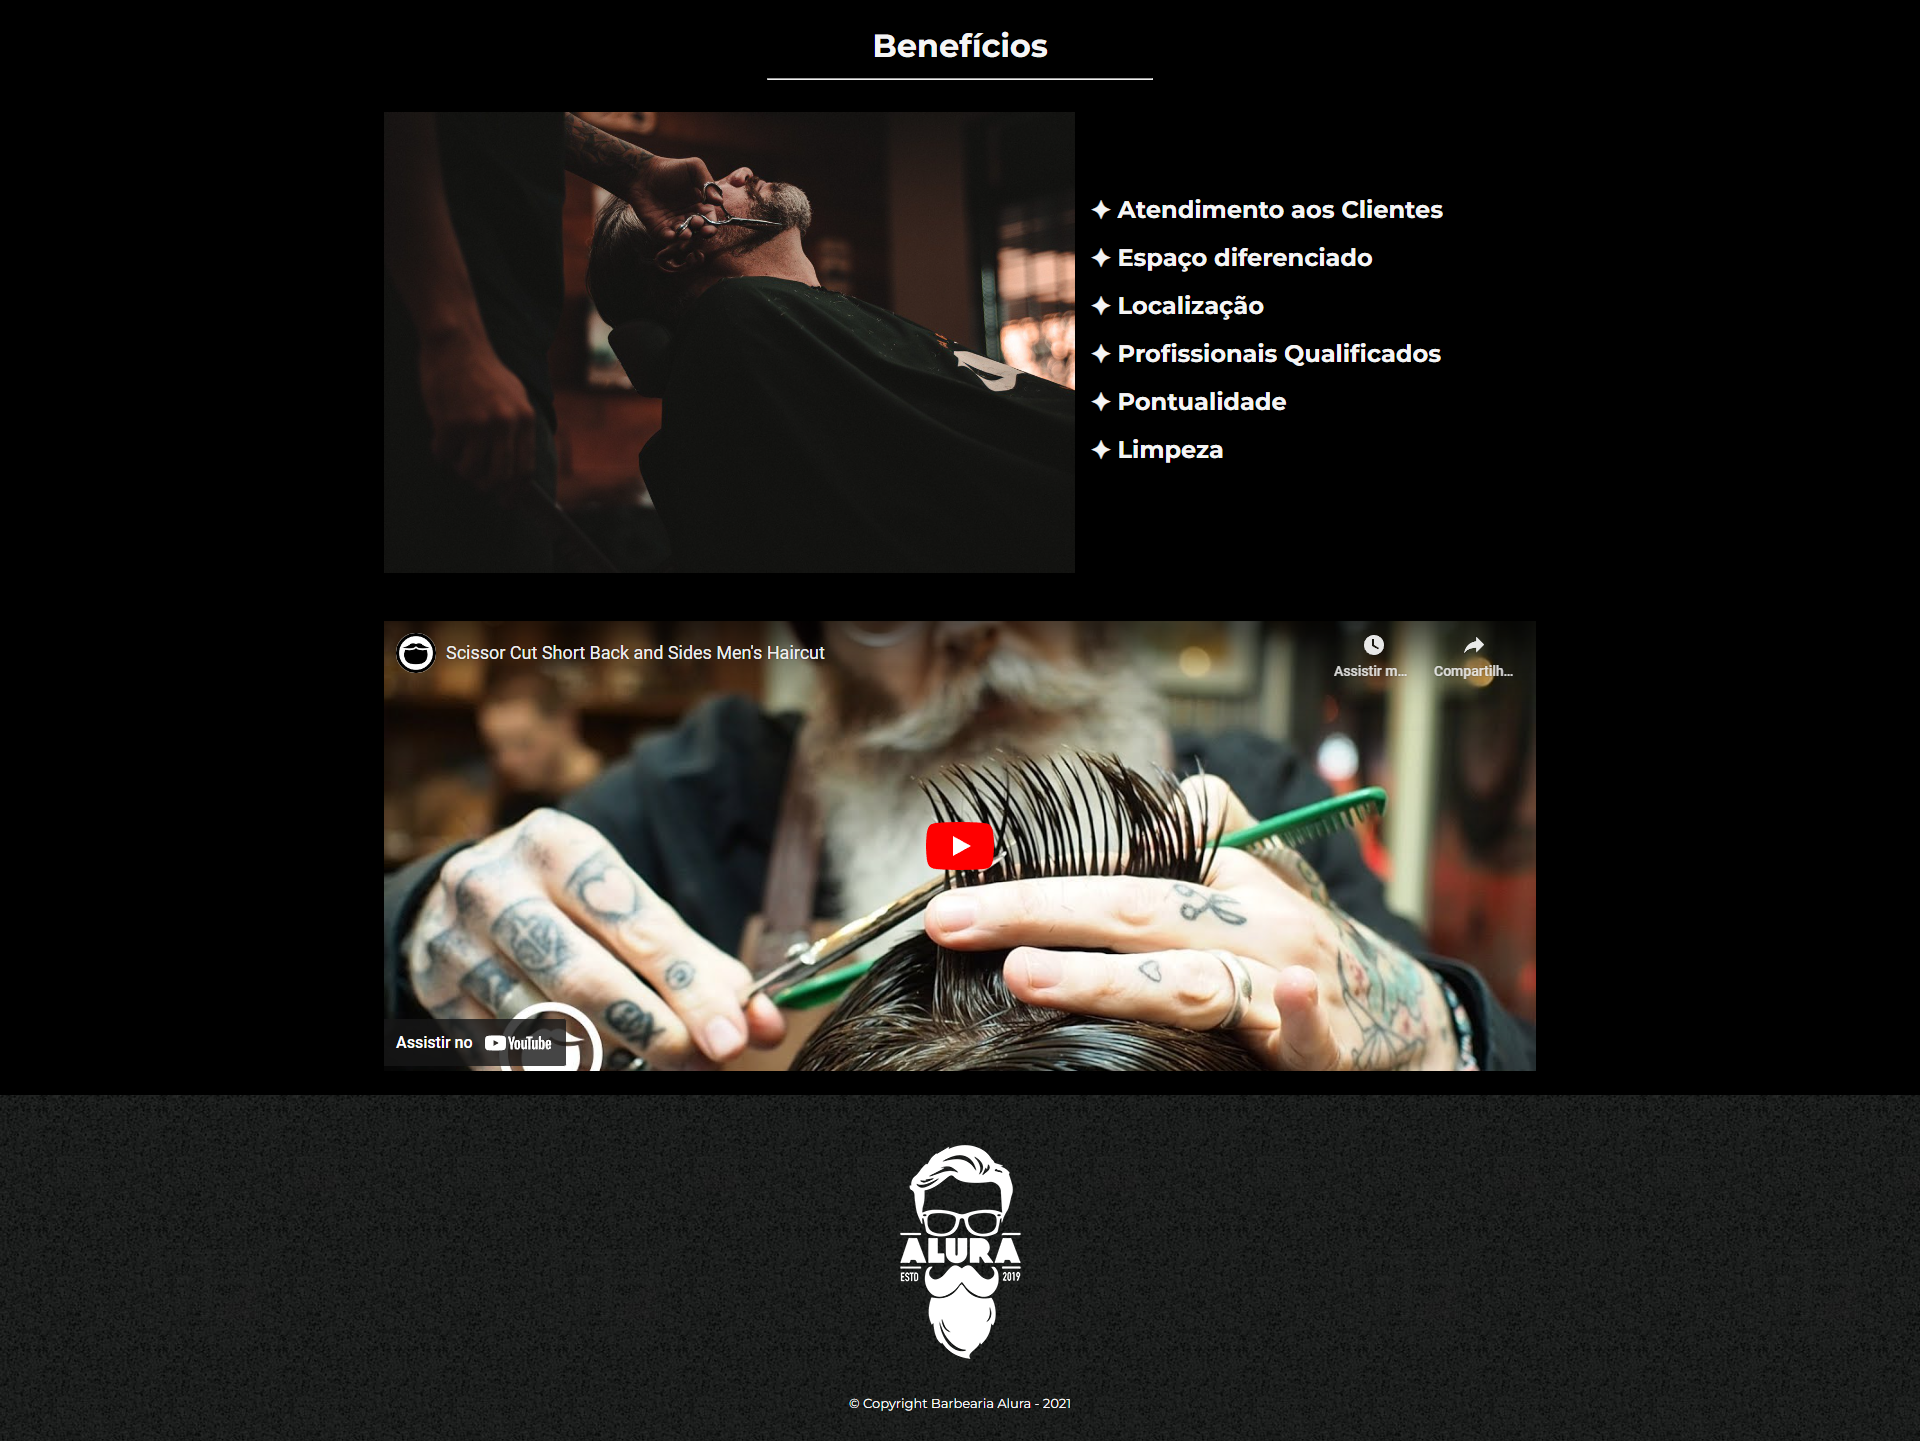 Benefícios
✦ Atendimento aos Clientes
✦ Espaço diferenciado
✦ Localização
✦ Profissionais Qualificados
✦ Pontualidade
✦ Limpeza
Scissor Cut Short Back and Sides Men's Haircut
Assistir m...
Compartilh...
Assistir no YouTube
ALURA
ESTD 2019
© Copyright Barbearia Alura - 2021